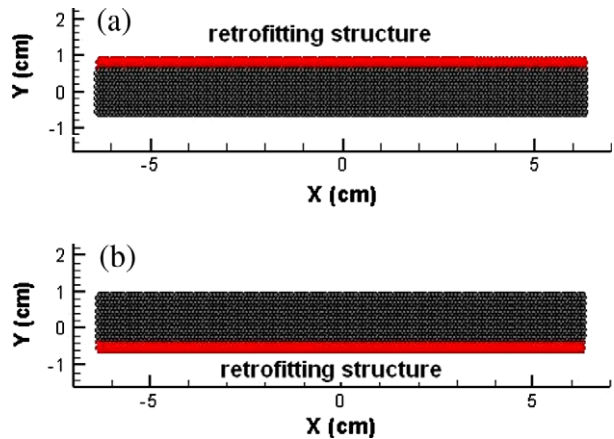 (a)
retrofitting structure
2
1
0
-1
Y (cm)
-5
0
5
X (cm)
(b)
2
1
0
-1
Y (cm)
retrofitting structure
-5
0
5
X (cm)